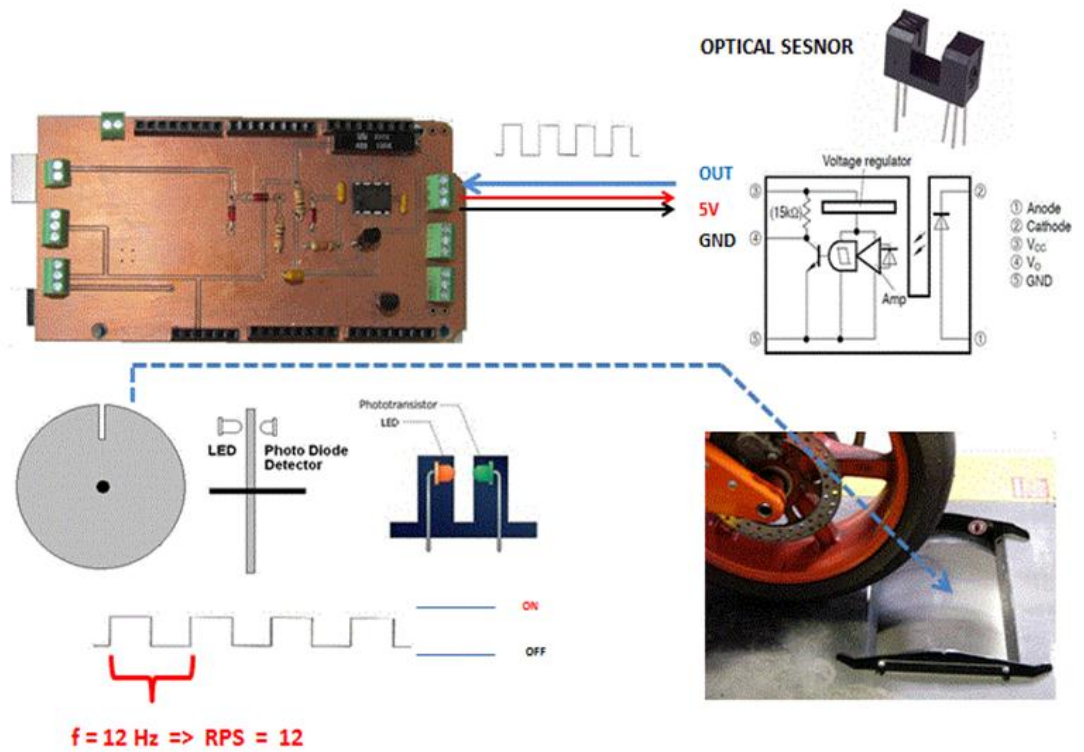 OPTICAL SESNOR
OUT
5V
GND
Voltage regulator
(15kΩ)
Amp
③
④
⑤
②
①
① Anode
② Cathode
③ VCC
④ VO
⑤ GND
LED
Photo Diode
Detector
Phototransistor
LED
ON
OFF
f = 12 Hz => RPS = 12